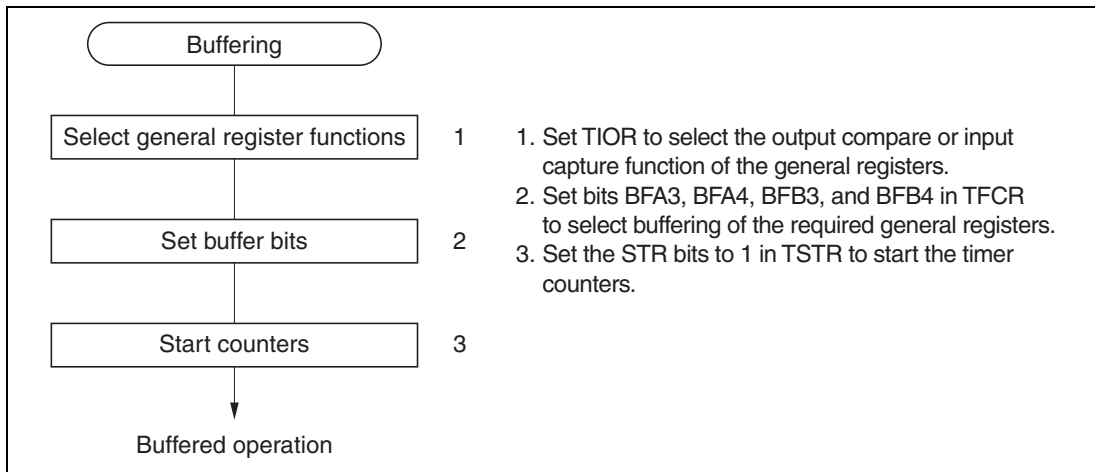 Buffering
Select general register functions 1
Set buffer bits 2
Start counters 3
Buffered operation
1. Set TIOR to select the output compare or input
capture function of the general registers.
2. Set bits BFA3, BFA4, BFB3, and BFB4 in TFCR
to select buffering of the required general registers.
3. Set the STR bits to 1 in TSTR to start the timer
counters.